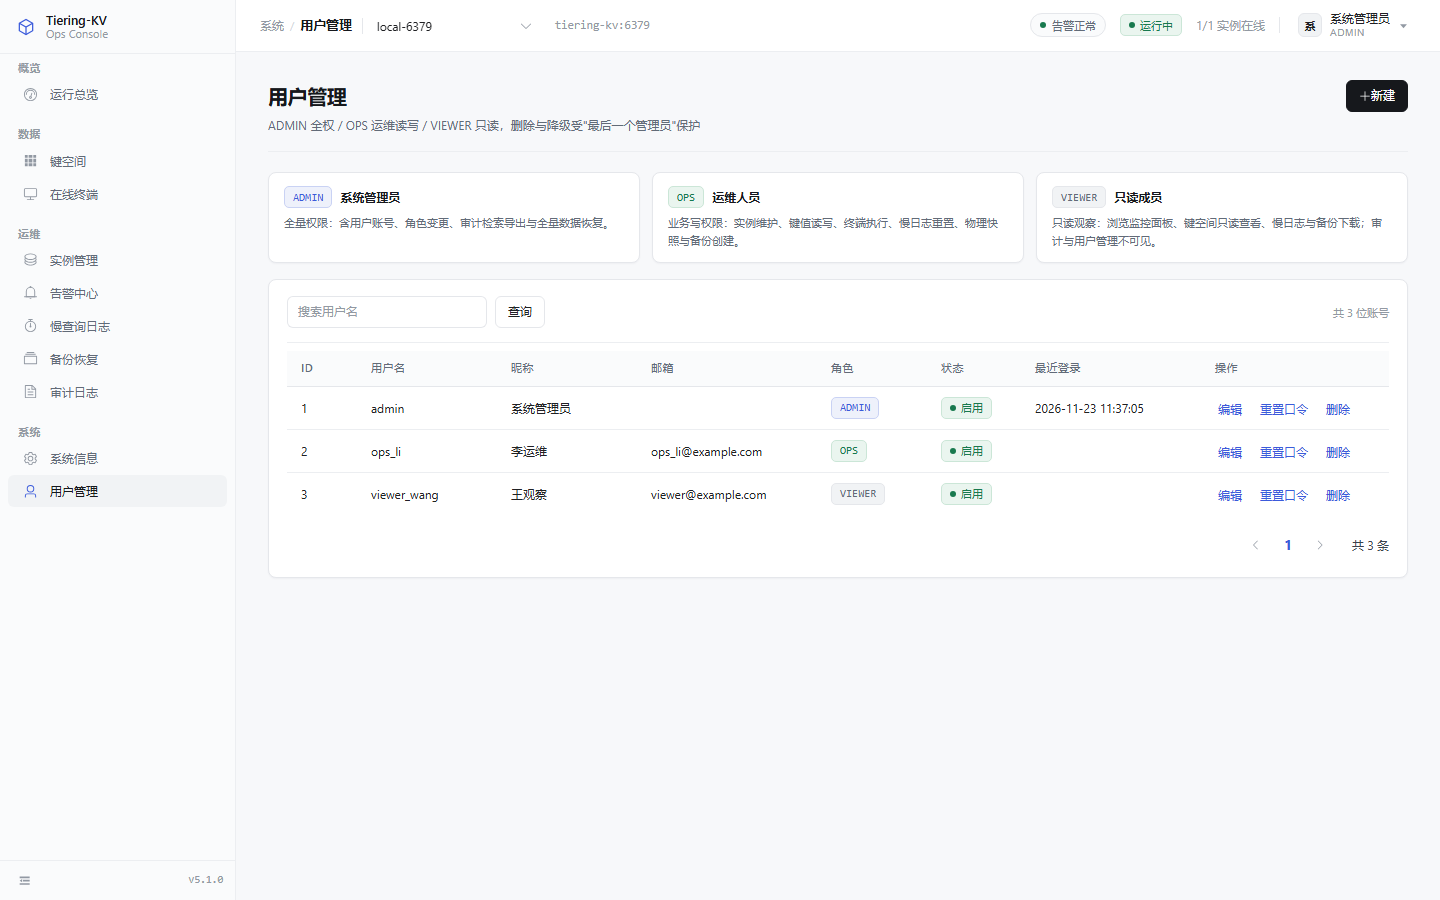 Tiering-KV
Ops Console
概览
运行总览
数据
键空间
在线终端
运维
实例管理
告警中心
慢查询日志
备份恢复
审计日志
系统
系统信息
用户管理
v5.1.0
系统 / 用户管理
local-6379
tiering-kv:6379
告警正常
运行中
1/1 实例在线
系
系统管理员
ADMIN
用户管理
ADMIN 全权 / OPS 运维读写 / VIEWER 只读，删除与降级受"最后一个管理员"保护
+新建
ADMIN 系统管理员
全量权限：含用户账号、角色变更、审计检索导出与全量数据恢复。
OPS 运维人员
业务写权限：实例维护、键值读写、终端执行、慢日志重置、物理快
照与备份创建。
VIEWER 只读成员
只读观察：浏览监控面板、键空间只读查看、慢日志与备份下载；审
计与用户管理不可见。
搜索用户名
查询
共 3 位账号
ID 用户名 昵称 邮箱 角色 状态 最近登录 操作
1 admin 系统管理员 ADMIN 启用 2026-11-23 11:37:05 编辑 重置口令 删除
2 ops_li 李运维 ops_li@example.com OPS 启用 编辑 重置口令 删除
3 viewer_wang 王观察 viewer@example.com VIEWER 启用 编辑 重置口令 删除
1
共 3 条